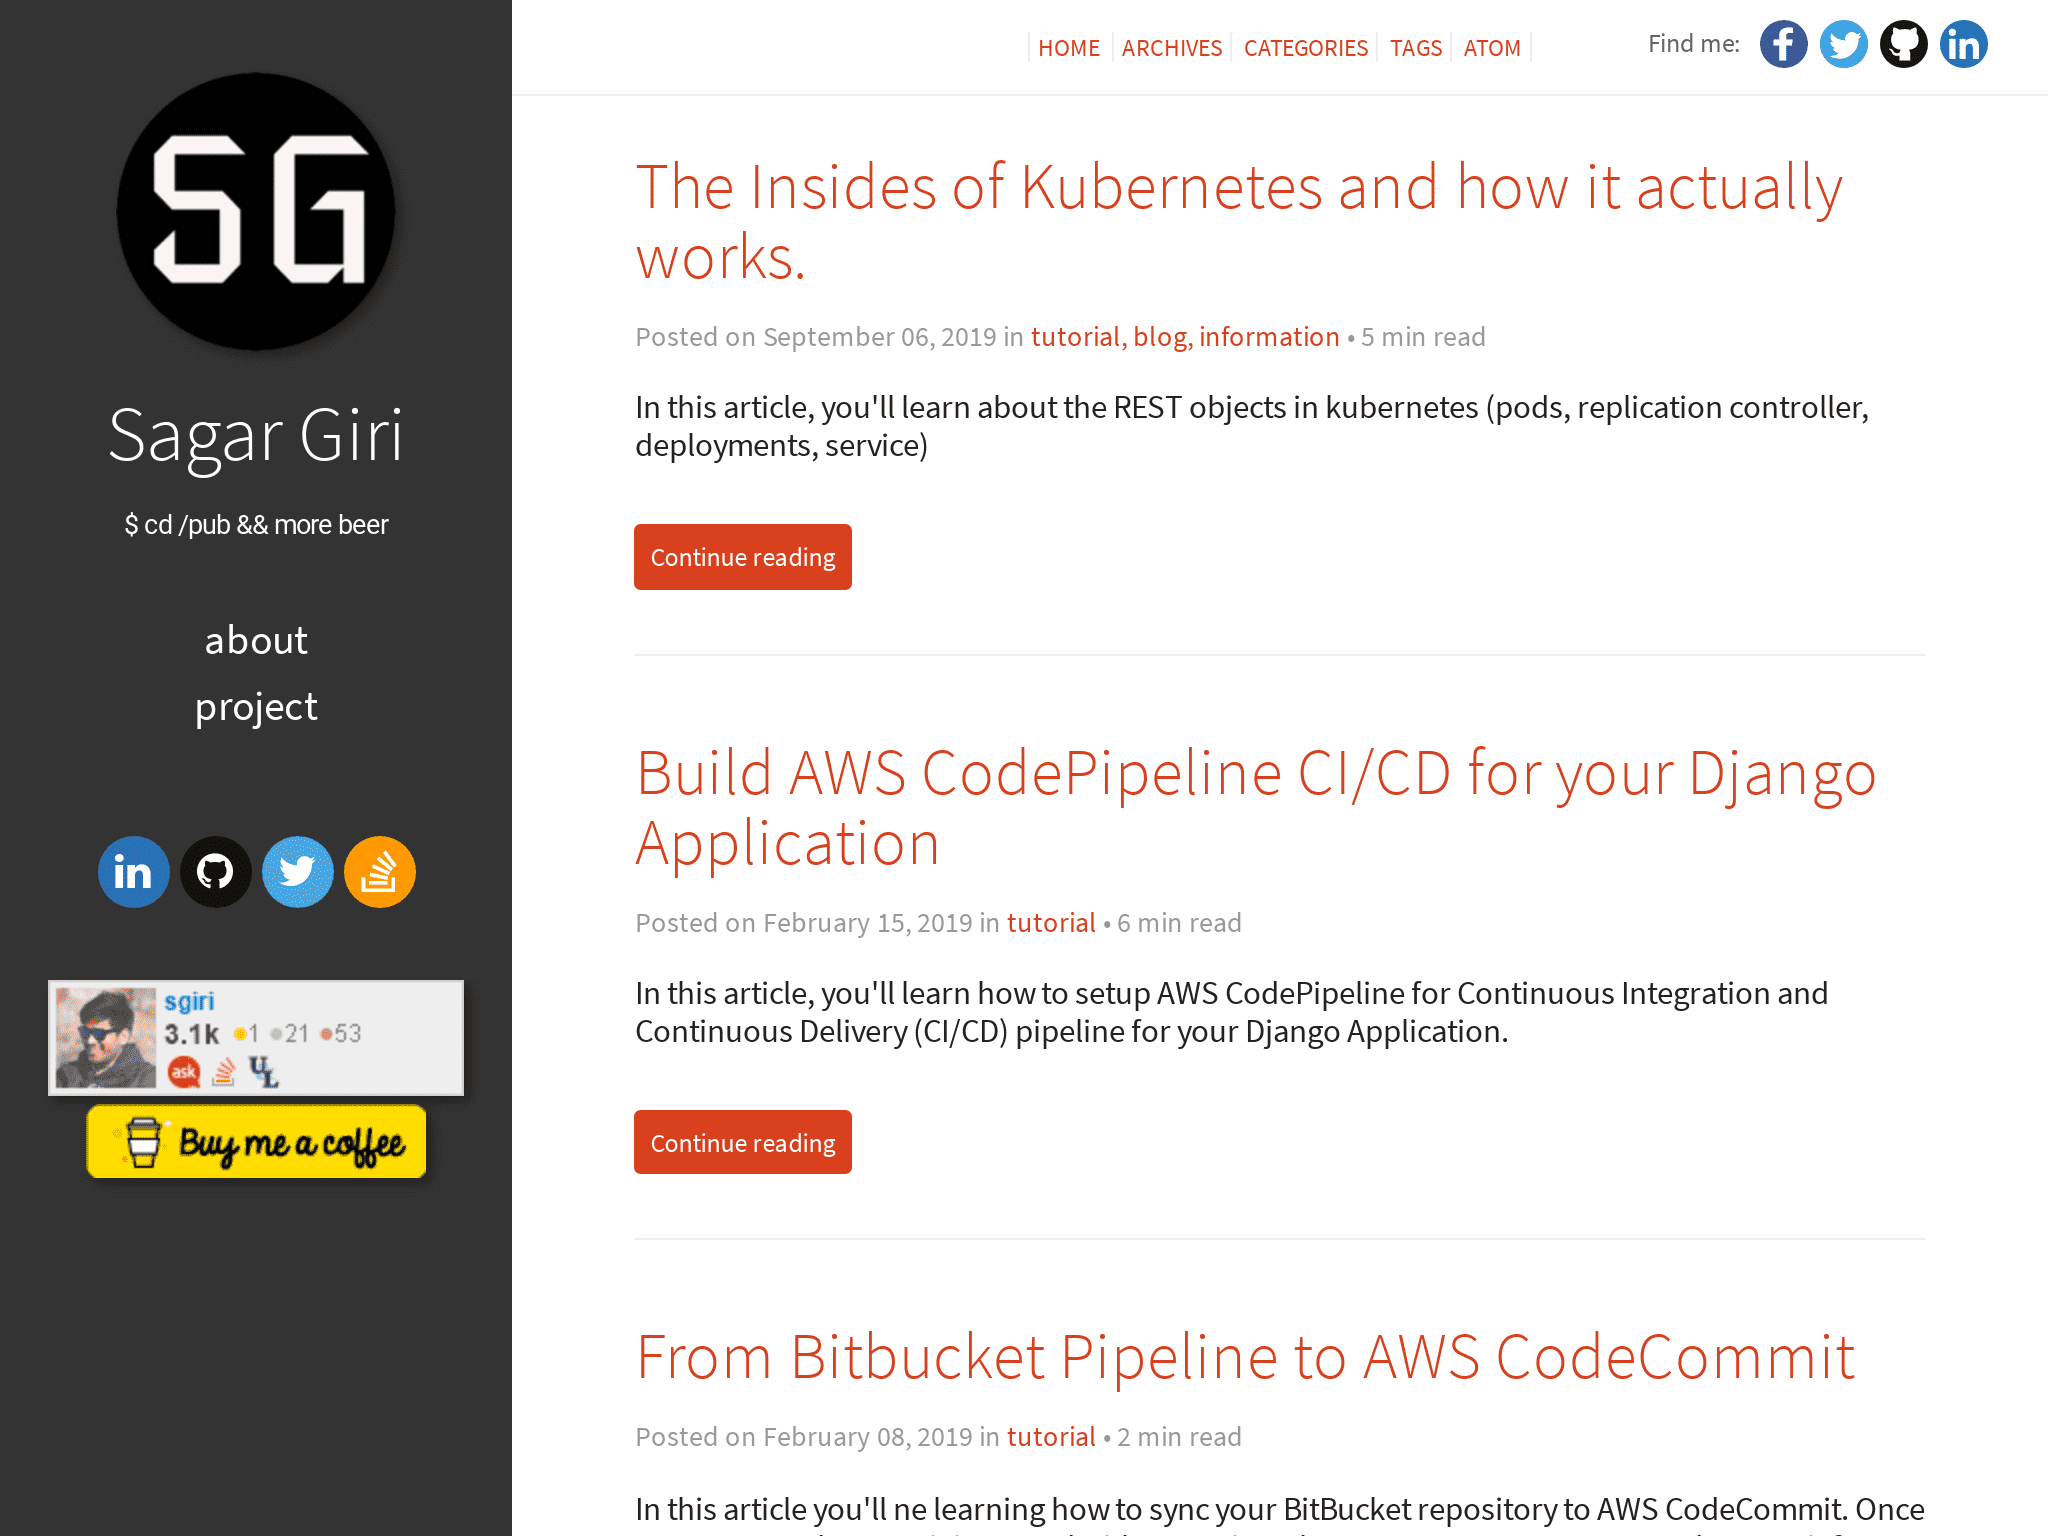 SG
Sagar Giri
$ cd /pub && more beer
about
project
in
sgiri
3.1k 1 21 53
ask UL
Buy me a coffee
HOME ARCHIVES CATEGORIES TAGS ATOM
Find me: f in
The Insides of Kubernetes and how it actually
works.
Posted on September 06, 2019 in tutorial, blog, information • 5 min read
In this article, you'll learn about the REST objects in kubernetes (pods, replication controller,
deployments, service)
Continue reading
Build AWS CodePipeline CI/CD for your Django
Application
Posted on February 15, 2019 in tutorial • 6 min read
In this article, you'll learn how to setup AWS CodePipeline for Continuous Integration and
Continuous Delivery (CI/CD) pipeline for your Django Application.
Continue reading
From Bitbucket Pipeline to AWS CodeCommit
Posted on February 08, 2019 in tutorial • 2 min read
In this article you'll ne learning how to sync your BitBucket repository to AWS CodeCommit. Once